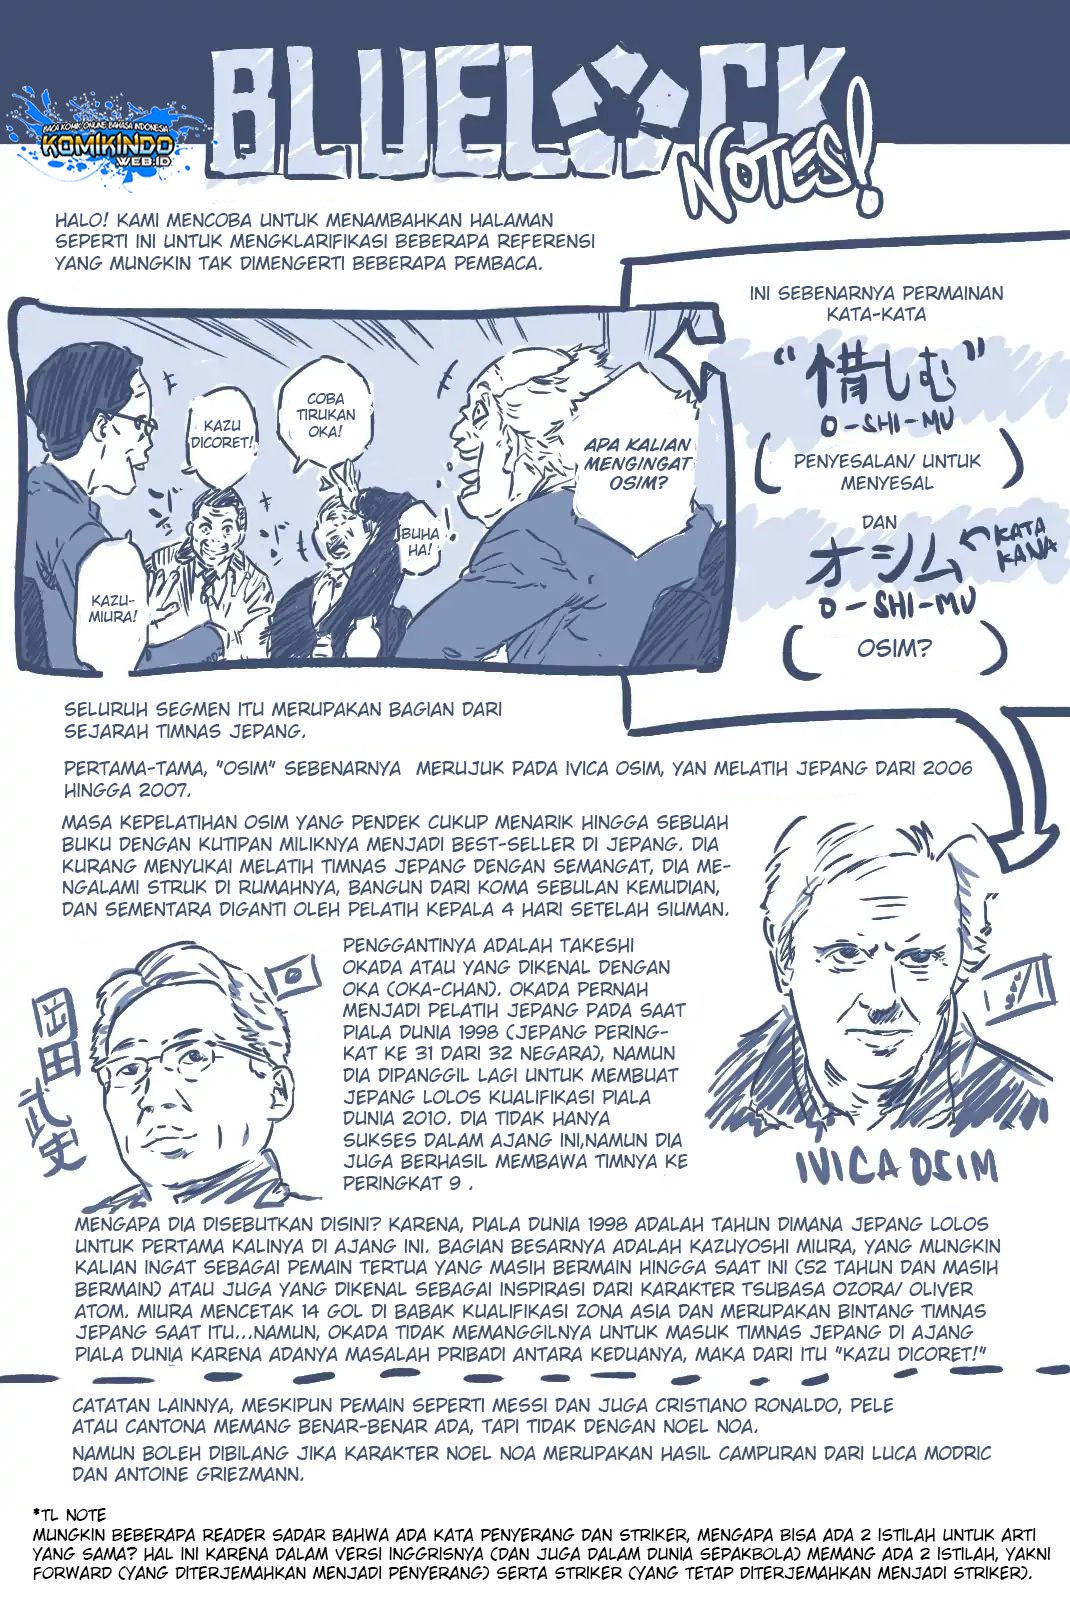 BLUELOCK
NOTES!
BACA KOMIK ONLINE BAHASA INDONESIA
KOMIKINDO
WEB.ID
HALO! KAMI MENCOBA UNTUK MENAMBAHKAN HALAMAN
SEPERTI INI UNTUK MENGKLARIFIKASI BEBERAPA REFERENSI
YANG MUNGKIN TAK DIMENGERTI BEBERAPA PEMBACA.
KAZU
DICORET!
COBA
TIRUKAN
OKA!
APA KALIAN
MENGINGAT
OSIM?
BUHA
HA!
KAZU-
MIURA!
INI SEBENARNYA PERMAINAN
KATA-KATA
"惜しむ"
O-SHI-MU
(PENYESALAN/ UNTUK
MENYESAL)
DAN
オシム
KATA
KANA
O-SHI-MU
(OSIM?)
SELURUH SEGMEN ITU MERUPAKAN BAGIAN DARI
SEJARAH TIMNAS JEPANG.
PERTAMA-TAMA, "OSIM" SEBENARNYA MERUJUK PADA IVICA OSIM, YAN MELATIH JEPANG DARI 2006
HINGGA 2007.
MASA KEPELATIHAN OSIM YANG PENDEK CUKUP MENARIK HINGGA SEBUAH
BUKU DENGAN KUTIPAN MILIKNYA MENJADI BEST-SELLER DI JEPANG. DIA
KURANG MENYUKAI MELATIH TIMNAS JEPANG DENGAN SEMANGAT, DIA ME-
NGALAMI STRUK DI RUMAHNYA, BANGUN DARI KOMA SEBULAN KEMUDIAN,
DAN SEMENTARA DIGANTI OLEH PELATIH KEPALA 4 HARI SETELAH SIUMAN.
岡田武史
PENGGANTINYA ADALAH TAKESHI
OKADA ATAU YANG DIKENAL DENGAN
OKA (OKA-CHAN). OKADA PERNAH
MENJADI PELATIH JEPANG PADA SAAT
PIALA DUNIA 1998 (JEPANG PERING-
KAT KE 31 DARI 32 NEGARA), NAMUN
DIA DIPANGGIL LAGI UNTUK MEMBUAT
JEPANG LOLOS KUALIFIKASI PIALA
DUNIA 2010. DIA TIDAK HANYA
SUKSES DALAM AJANG INI,NAMUN DIA
JUGA BERHASIL MEMBAWA TIMNYA KE
PERINGKAT 9 .
IVICA OSIM
MENGAPA DIA DISEBUTKAN DISINI? KARENA, PIALA DUNIA 1998 ADALAH TAHUN DIMANA JEPANG LOLOS
UNTUK PERTAMA KALINYA DI AJANG INI. BAGIAN BESARNYA ADALAH KAZUYOSHI MIURA, YANG MUNGKIN
KALIAN INGAT SEBAGAI PEMAIN TERTUA YANG MASIH BERMAIN HINGGA SAAT INI (52 TAHUN DAN MASIH
BERMAIN) ATAU JUGA YANG DIKENAL SEBAGAI INSPIRASI DARI KARAKTER TSUBASA OZORA/ OLIVER
ATOM. MIURA MENCETAK 14 GOL DI BABAK KUALIFIKASI ZONA ASIA DAN MERUPAKAN BINTANG TIMNAS
JEPANG SAAT ITU...NAMUN, OKADA TIDAK MEMANGGILNYA UNTUK MASUK TIMNAS JEPANG DI AJANG
PIALA DUNIA KARENA ADANYA MASALAH PRIBADI ANTARA KEDUANYA, MAKA DARI ITU "KAZU DICORET!"
CATATAN LAINNYA, MESKIPUN PEMAIN SEPERTI MESSI DAN JUGA CRISTIANO RONALDO, PELE
ATAU CANTONA MEMANG BENAR-BENAR ADA, TAPI TIDAK DENGAN NOEL NOA.
NAMUN BOLEH DIBILANG JIKA KARAKTER NOEL NOA MERUPAKAN HASIL CAMPURAN DARI LUCA MODRIC
DAN ANTOINE GRIEZMANN.
*TL NOTE
MUNGKIN BEBERAPA READER SADAR BAHWA ADA KATA PENYERANG DAN STRIKER, MENGAPA BISA ADA 2 ISTILAH UNTUK ARTI
YANG SAMA? HAL INI KARENA DALAM VERSI INGGRISNYA (DAN JUGA DALAM DUNIA SEPAKBOLA) MEMANG ADA 2 ISTILAH, YAKNI
FORWARD (YANG DITERJEMAHKAN MENJADI PENYERANG) SERTA STRIKER (YANG TETAP DITERJEMAHKAN MENJADI STRIKER).